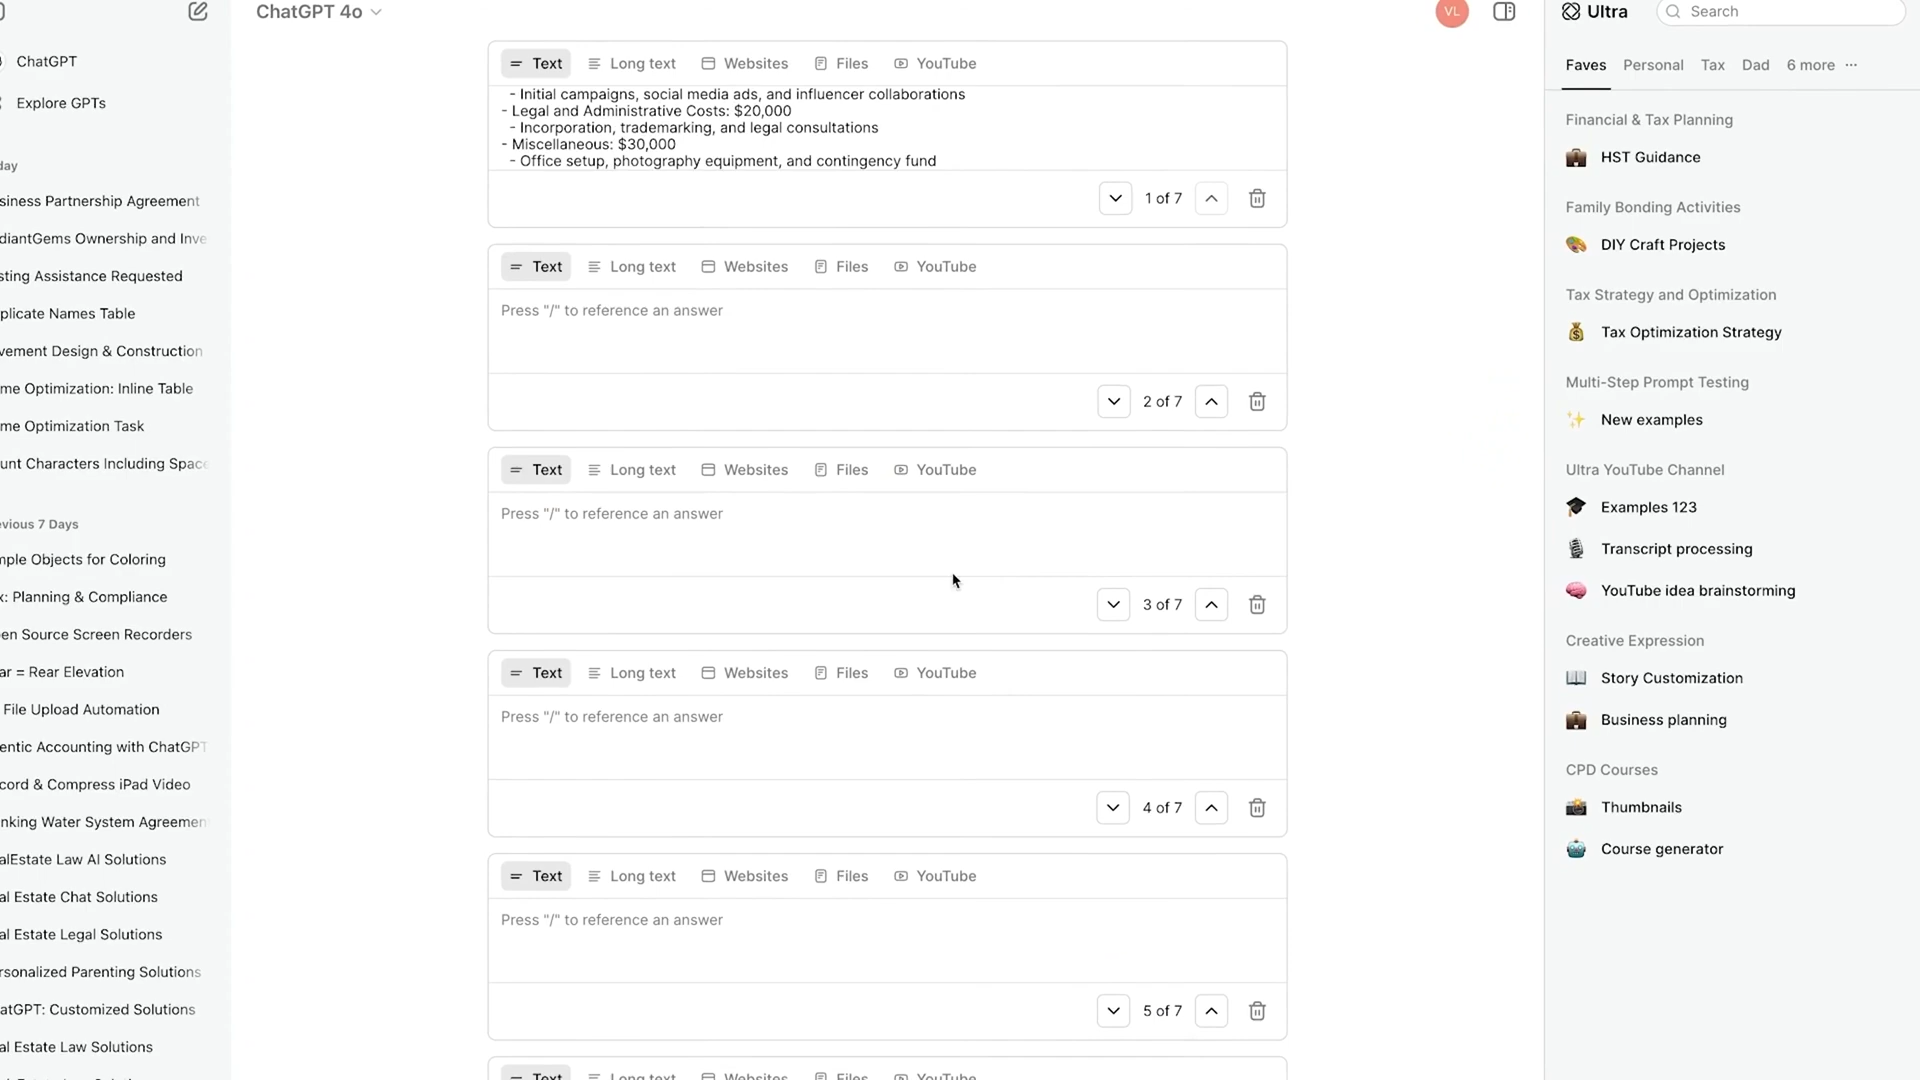 ChatGPT
Explore GPTs
day
siness Partnership Agreement
diantGems Ownership and Inve
sting Assistance Requested
plicate Names Table
vement Design & Construction
me Optimization: Inline Table
me Optimization Task
unt Characters Including Space
evious 7 Days
mple Objects for Coloring
x: Planning & Compliance
en Source Screen Recorders
ar = Rear Elevation
File Upload Automation
entic Accounting with ChatGPT
cord & Compress iPad Video
nking Water System Agreemen
alEstate Law AI Solutions
al Estate Chat Solutions
al Estate Legal Solutions
rsonalized Parenting Solutions
atGPT: Customized Solutions
al Estate Law Solutions
ChatGPT 4o
VL
Text Long text Websites Files YouTube
- Initial campaigns, social media ads, and influencer collaborations
- Legal and Administrative Costs: $20,000
- Incorporation, trademarking, and legal consultations
- Miscellaneous: $30,000
- Office setup, photography equipment, and contingency fund
1 of 7
Text Long text Websites Files YouTube
Press "/" to reference an answer
2 of 7
Text Long text Websites Files YouTube
Press "/" to reference an answer
3 of 7
Text Long text Websites Files YouTube
Press "/" to reference an answer
4 of 7
Text Long text Websites Files YouTube
Press "/" to reference an answer
5 of 7
Text Long text Websites Files YouTube
Ultra
Search
Faves Personal Tax Dad 6 more ...
Financial & Tax Planning
HST Guidance
Family Bonding Activities
DIY Craft Projects
Tax Strategy and Optimization
Tax Optimization Strategy
Multi-Step Prompt Testing
New examples
Ultra YouTube Channel
Examples 123
Transcript processing
YouTube idea brainstorming
Creative Expression
Story Customization
Business planning
CPD Courses
Thumbnails
Course generator